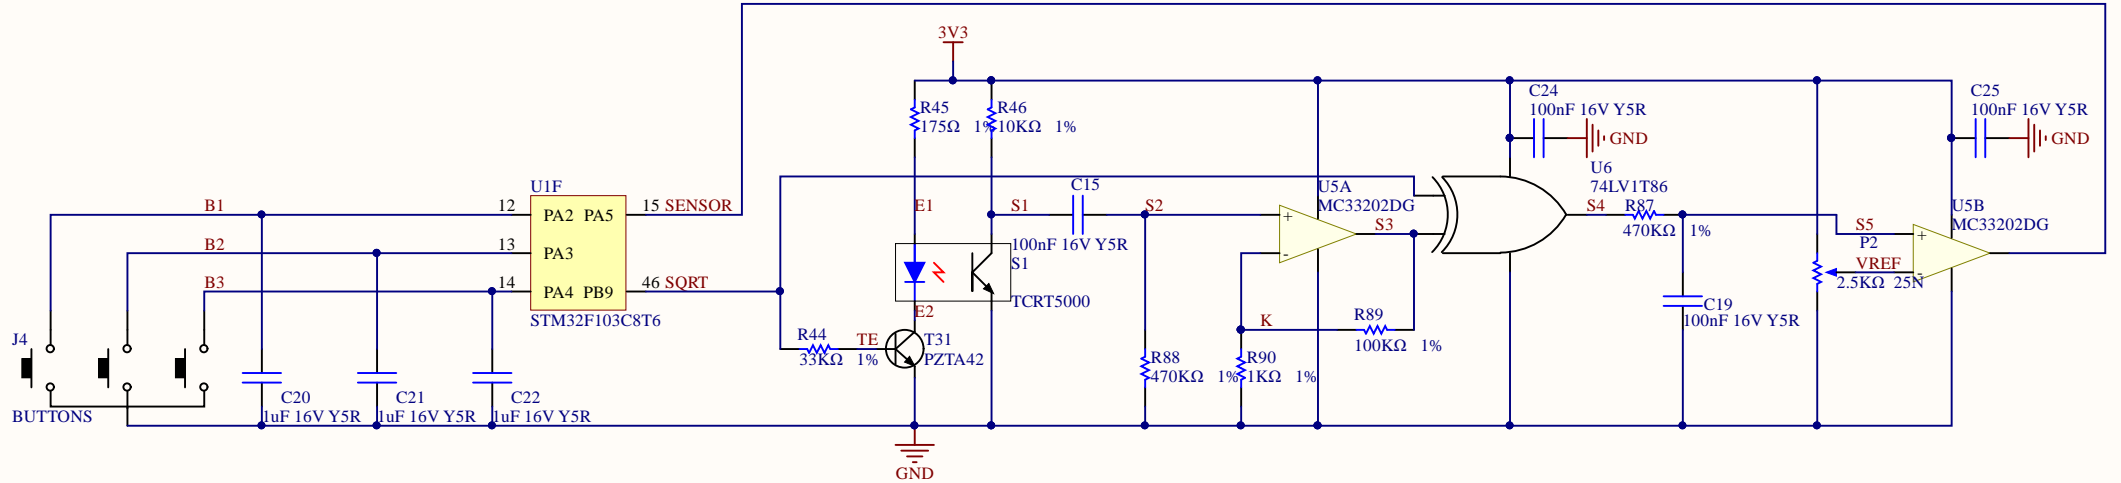 3V3
C24
100nF 16V Y5R
GND
C25
100nF 16V Y5R
GND
R45
175Ω 1%
R46
10KΩ 1%
U6
74LV1T86
U1F
B1
12
PA2
PA5
15
SENSOR
B2
13
PA3
B3
14
PA4
PB9
46
SQRT
STM32F103C8T6
E1
S1
C15
100nF 16V Y5R
S2
U5A
MC33202DG
+
-
S3
S4
R87
470KΩ 1%
S5
P2
VREF
2.5KΩ 25N
U5B
MC33202DG
+
-
S1
TCRT5000
E2
C19
100nF 16V Y5R
J4
BUTTONS
R44
33KΩ 1%
TE
T31
PZTA42
K
R89
100KΩ 1%
R88
470KΩ 1%
R90
1KΩ 1%
C20
1uF 16V Y5R
C21
1uF 16V Y5R
C22
1uF 16V Y5R
GND